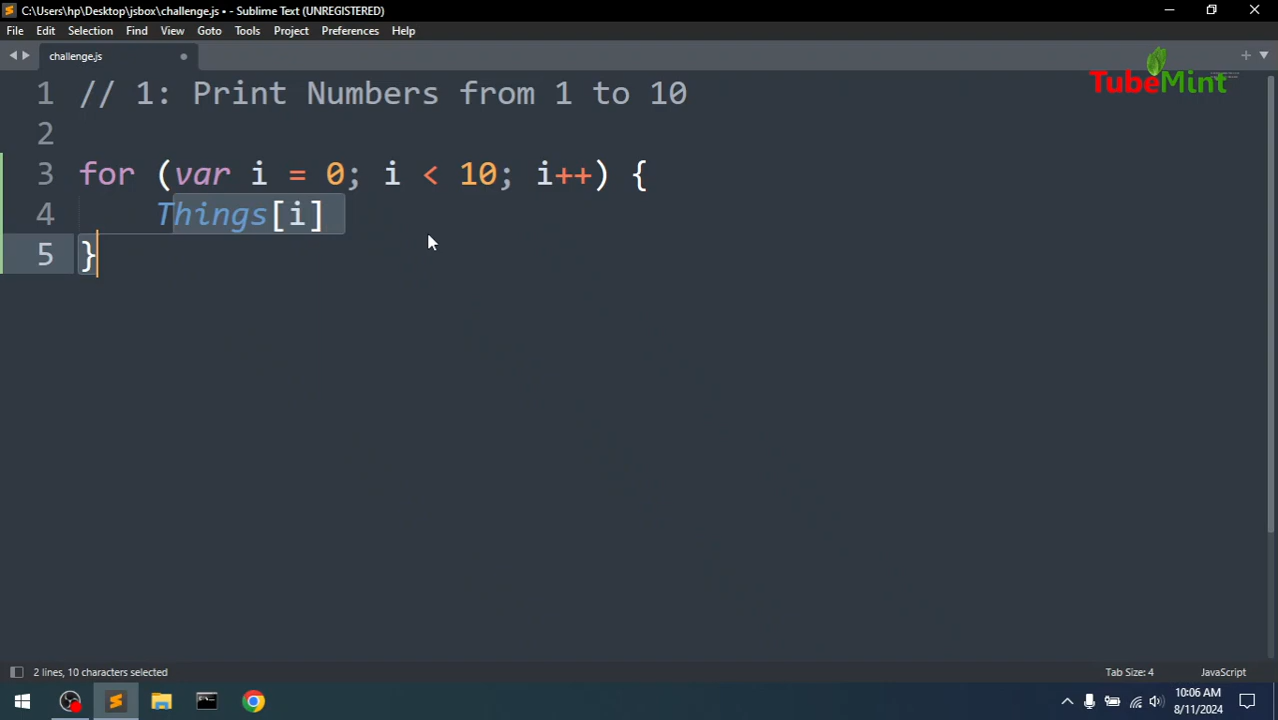 C:\Users\hp\Desktop\jsbox\challenge.js • - Sublime Text (UNREGISTERED)
File Edit Selection Find View Goto Tools Project Preferences Help
challenge.js
TubeMint
1 // 1: Print Numbers from 1 to 10
2
3 for (var i = 0; i < 10; i++) {
4 Things[i]
5 }
2 lines, 10 characters selected Tab Size: 4 JavaScript
10:06 AM
8/11/2024